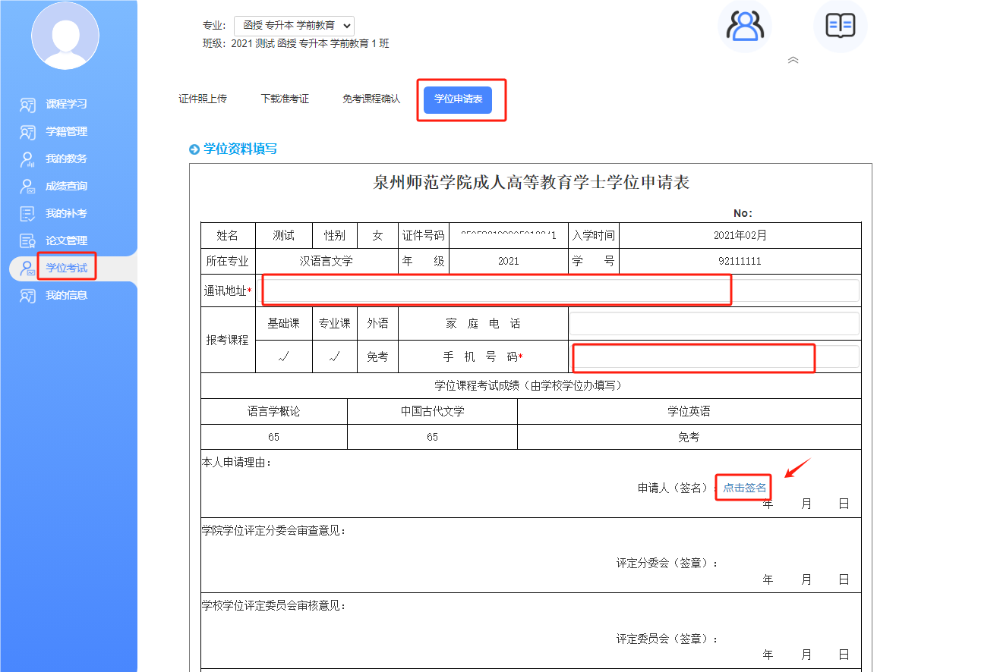 专业： 函授 专升本 学前教育
班级： 2021 测试 函授 专升本 学前教育 1 班
课程学习
学籍管理
我的教务
成绩查询
我的补考
论文管理
学位考试
我的信息
证件照上传 下载准考证 免考课程确认 学位申请表
学位资料填写
泉州师范学院成人高等教育学士学位申请表
No：
姓名 测试 性别 女 证件号码 入学时间 2021年02月
所在专业 汉语言文学 年 级 2021 学 号 92111111
通讯地址*
报考课程 基础课 专业课 外语 家 庭 电 话
√ √ 免考 手 机 号 码*
学位课程考试成绩（由学校学位办填写）
语言学概论 中国古代文学 学位英语
65 65 免考
本人申请理由：
申请人（签名）：点击签名
年 月 日
学院学位评定分委会审查意见：
评定分委会（签章）：
年 月 日
学校学位评定委员会审核意见：
评定委员会（签章）：
年 月 日